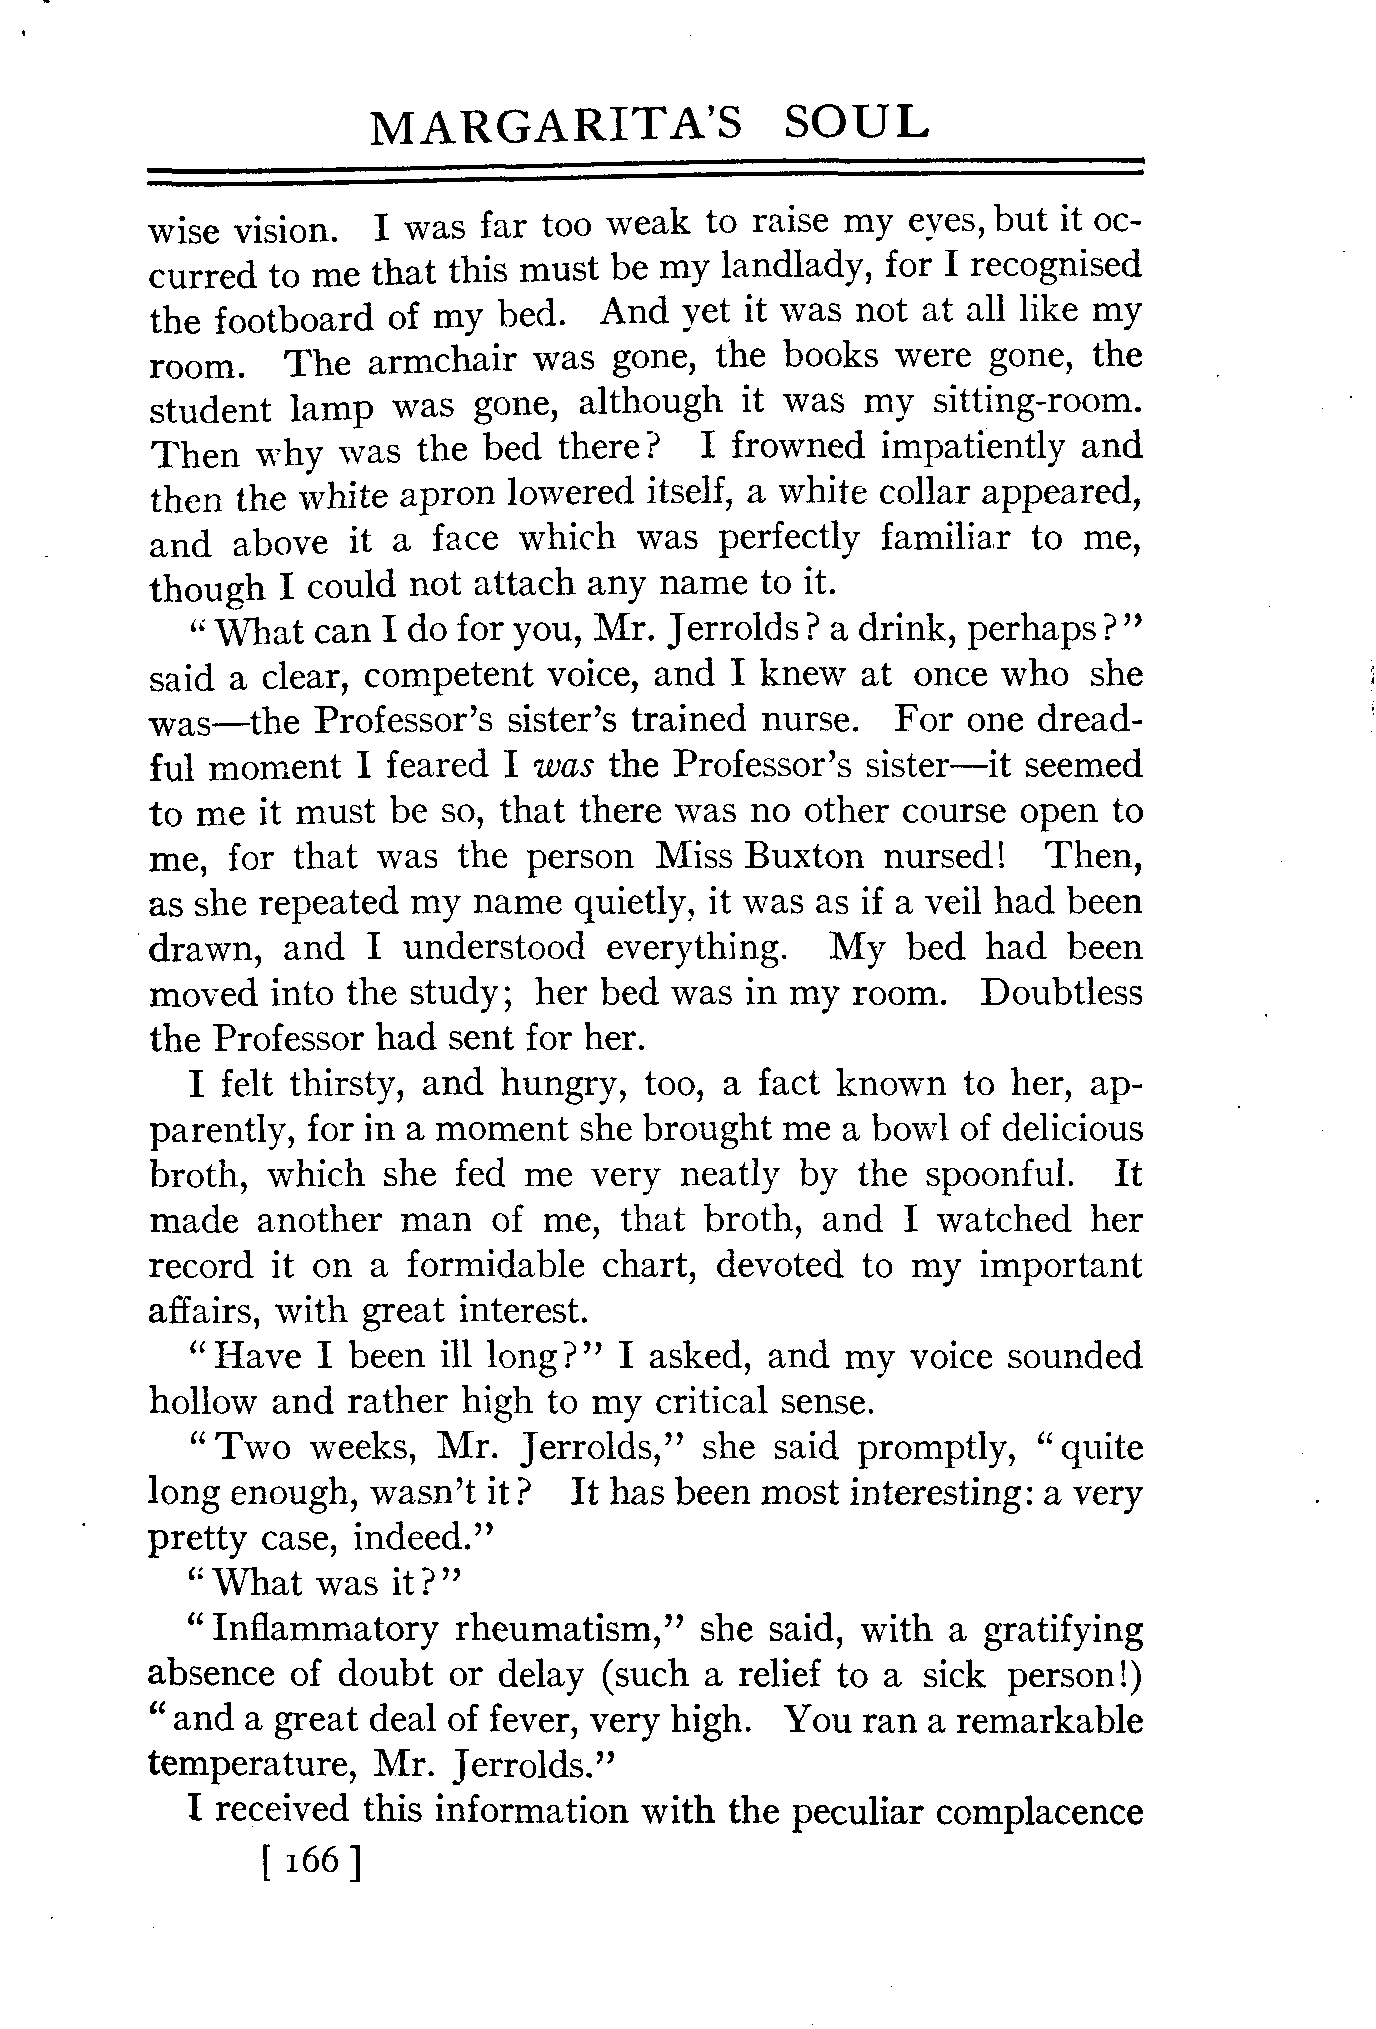 MARGARITA'S SOUL
wise vision. I was far too weak to raise my eyes, but it oc-
curred to me that this must be my landlady, for I recognised
the footboard of my bed. And yet it was not at all like my
room. The armchair was gone, the books were gone, the
student lamp was gone, although it was my sitting-room.
Then why was the bed there? I frowned impatiently and
then the white apron lowered itself, a white collar appeared,
and above it a face which was perfectly familiar to me,
though I could not attach any name to it.
"What can I do for you, Mr. Jerrolds? a drink, perhaps?"
said a clear, competent voice, and I knew at once who she
was—the Professor's sister's trained nurse. For one dread-
ful moment I feared I was the Professor's sister—it seemed
to me it must be so, that there was no other course open to
me, for that was the person Miss Buxton nursed! Then,
as she repeated my name quietly, it was as if a veil had been
drawn, and I understood everything. My bed had been
moved into the study; her bed was in my room. Doubtless
the Professor had sent for her.
I felt thirsty, and hungry, too, a fact known to her, ap-
parently, for in a moment she brought me a bowl of delicious
broth, which she fed me very neatly by the spoonful. It
made another man of me, that broth, and I watched her
record it on a formidable chart, devoted to my important
affairs, with great interest.
"Have I been ill long?" I asked, and my voice sounded
hollow and rather high to my critical sense.
"Two weeks, Mr. Jerrolds," she said promptly, "quite
long enough, wasn't it? It has been most interesting: a very
pretty case, indeed."
"What was it?"
"Inflammatory rheumatism," she said, with a gratifying
absence of doubt or delay (such a relief to a sick person!)
"and a great deal of fever, very high. You ran a remarkable
temperature, Mr. Jerrolds."
I received this information with the peculiar complacence
[ 166 ]